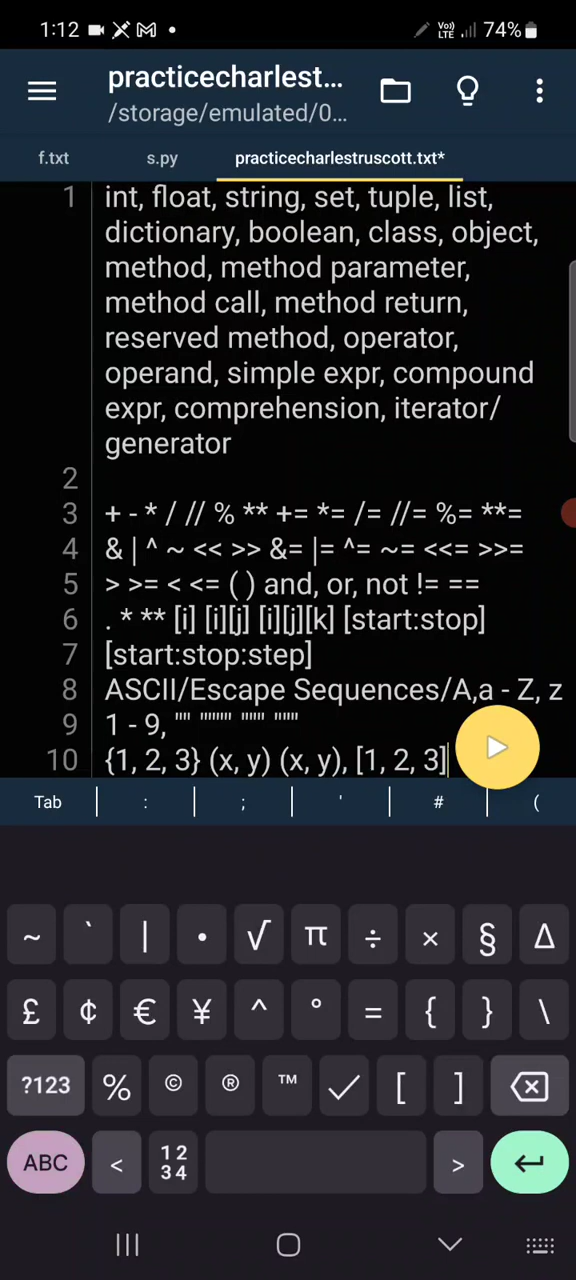 1:12 74%
Vo) LTE
practicecharlest...
/storage/emulated/0...
f.txt s.py practicecharlestruscott.txt*
1 int, float, string, set, tuple, list,
dictionary, boolean, class, object,
method, method parameter,
method call, method return,
reserved method, operator,
operand, simple expr, compound
expr, comprehension, iterator/
generator
2
3 + - * / // % ** += *= /= //= %= **=
4 & | ^ ~ << >> &= |= ^= ~= <<= >>=
5 > >= < <= ( ) and, or, not != ==
6 . * ** [i] [i][j] [i][j][k] [start:stop]
7 [start:stop:step]
8 ASCII/Escape Sequences/A,a - Z, z
9 1 - 9, "" """"" """" """"
10 {1, 2, 3} (x, y) (x, y), [1, 2, 3]
Tab : ; ' # (
~ ` | • √ π ÷ × § Δ
£ ¢ € ¥ ^ ° = { } \
?123 % © ® ™ ✓ [ ]
ABC < 12 34 >